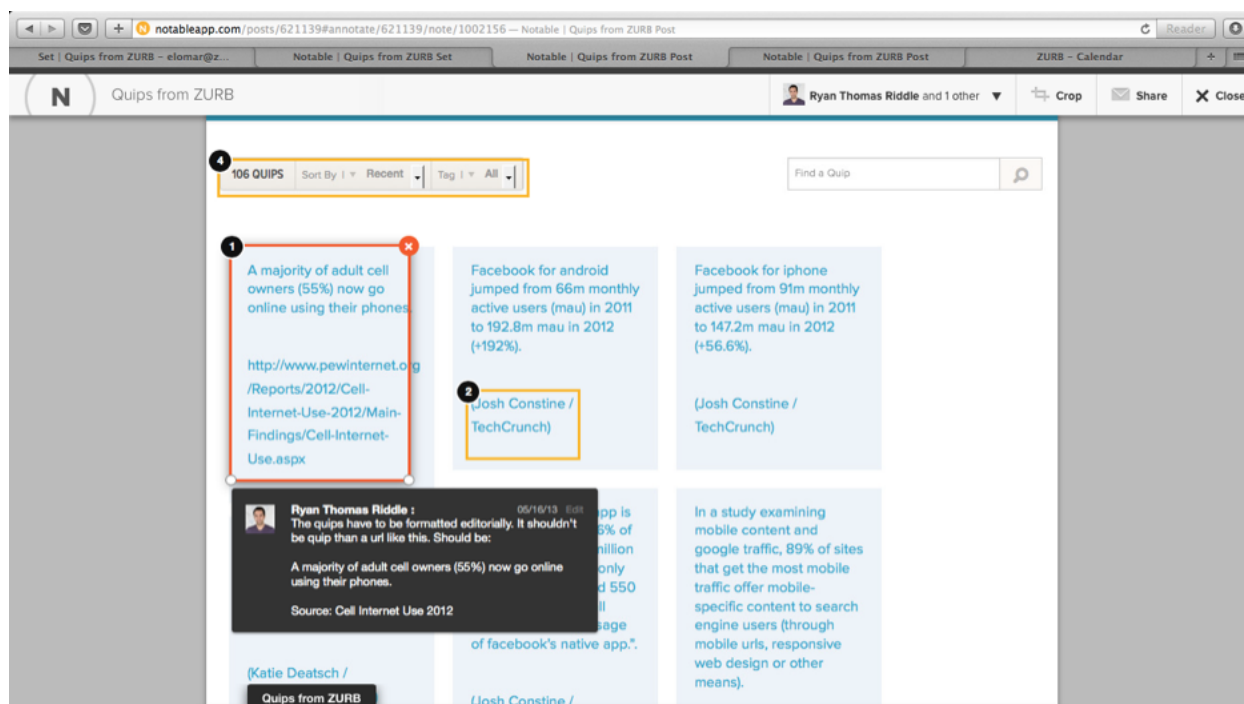 notableapp.com/posts/621139#annotate/621139/note/1002156 — Notable | Quips from ZURB Post
Reader
Set | Quips from ZURB – elomar@z...
Notable | Quips from ZURB Set
Notable | Quips from ZURB Post
Notable | Quips from ZURB Post
ZURB – Calendar
N
Quips from ZURB
Ryan Thomas Riddle and 1 other ▼
Crop
Share
Close
4
106 QUIPS Sort By | ▼ Recent Tag | ▼ All
Find a Quip
1
A majority of adult cell
owners (55%) now go
online using their phones.
http://www.pewinternet.org
/Reports/2012/Cell-
Internet-Use-2012/Main-
Findings/Cell-Internet-
Use.aspx
Facebook for android
jumped from 66m monthly
active users (mau) in 2011
to 192.8m mau in 2012
(+192%).
2
(Josh Constine /
TechCrunch)
Facebook for iphone
jumped from 91m monthly
active users (mau) in 2011
to 147.2m mau in 2012
(+56.6%).
(Josh Constine /
TechCrunch)
Ryan Thomas Riddle :
05/16/13 Edit
The quips have to be formatted editorially. It shouldn't
be quip than a url like this. Should be:
A majority of adult cell owners (55%) now go online
using their phones.
Source: Cell Internet Use 2012
(Katie Deatsch /
Quips from ZURB
app is
6% of
million
only
d 550
ll
sage
of facebook's native app.".
(Josh Constine /
In a study examining
mobile content and
google traffic, 89% of sites
that get the most mobile
traffic offer mobile-
specific content to search
engine users (through
mobile urls, responsive
web design or other
means).